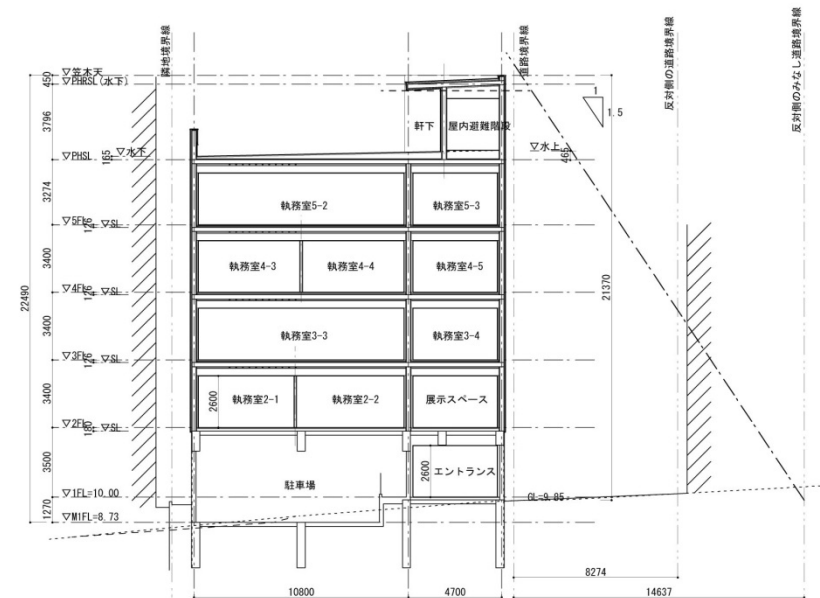 隣地境界線
道路境界線
反対側の道路境界線
反対側のみなし道路境界線
▽笠木天
▽PHRSL(水下)
450
3796
軒下
屋内避難階段
1
1.5
▽PHSL
165
▽水下
▽水上
465
3274
執務室5-2
執務室5-3
▽5FL
126
▽SL
3400
執務室4-3
執務室4-4
執務室4-5
▽4FL
126
▽SL
22490
21370
3400
執務室3-3
執務室3-4
▽3FL
126
▽SL
3400
2600
執務室2-1
執務室2-2
展示スペース
▽2FL
180
▽SL
3500
2600
エントランス
駐車場
▽1FL=10.00
GL=9.85
1270
▽M1FL=8.73
8274
10800
4700
14637